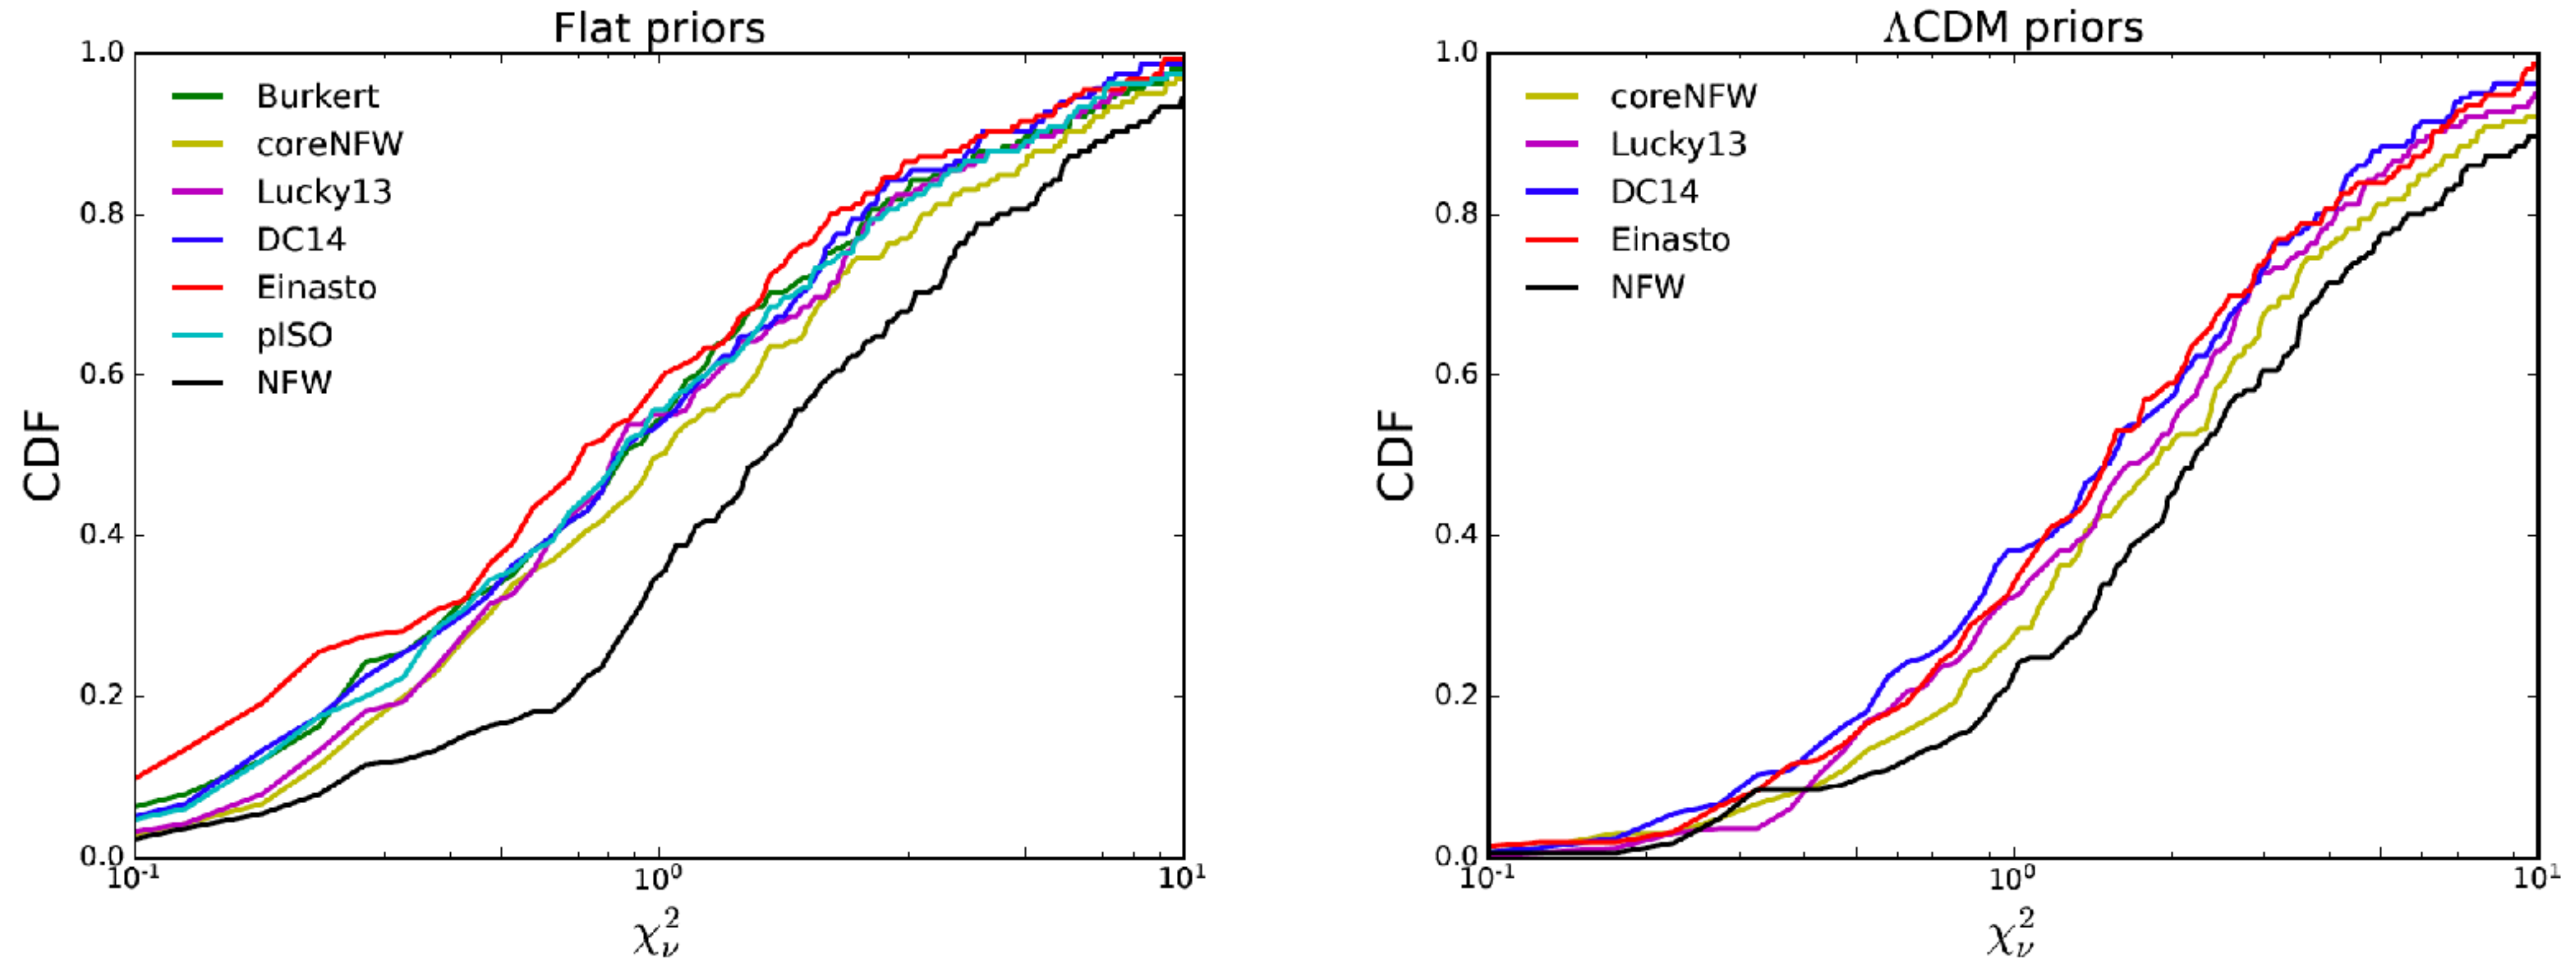 Flat priors
1.0
0.8
0.6
0.4
0.2
0.0
CDF
Burkert
coreNFW
Lucky13
DC14
Einasto
pISO
NFW
10⁻¹ 10⁰ 10¹
χ²ᵥ
ΛCDM priors
1.0
0.8
0.6
0.4
0.2
0.0
CDF
coreNFW
Lucky13
DC14
Einasto
NFW
10⁻¹ 10⁰ 10¹
χ²ᵥ